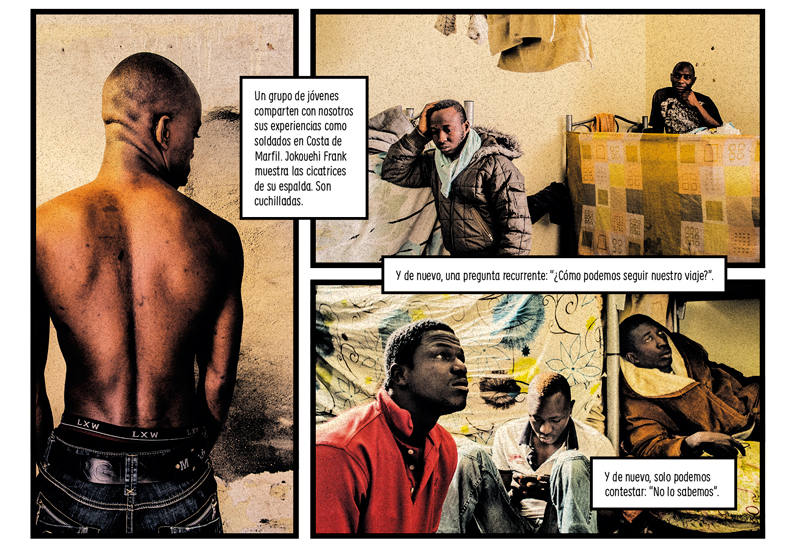 Un grupo de jóvenes
comparten con nosotros
sus experiencias como
soldados en Costa de
Marfil. Jokouehi Frank
muestra las cicatrices
de su espalda. Son
cuchilladas.
Y de nuevo, una pregunta recurrente: “¿Cómo podemos seguir nuestro viaje?”.
Y de nuevo, solo podemos
contestar: “No lo sabemos”.
LXW LXW LXW
M